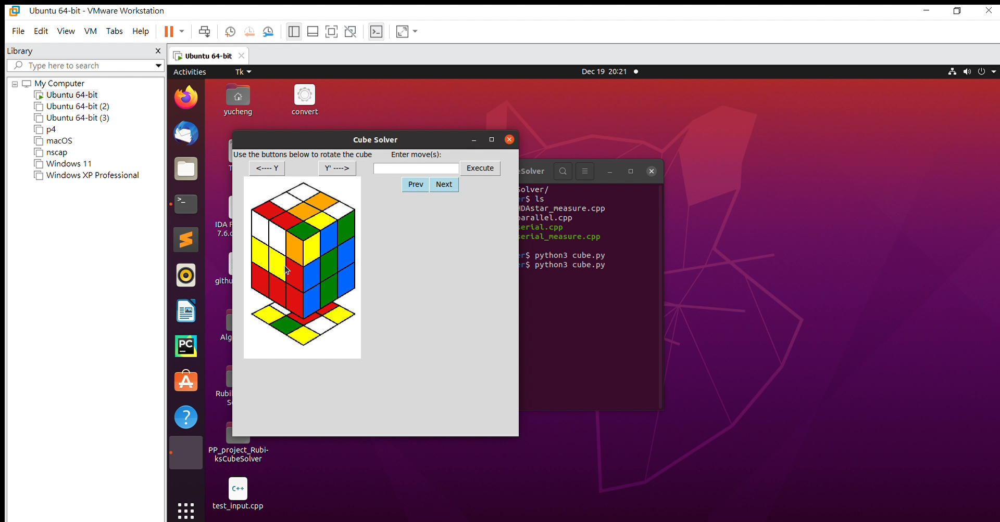 Ubuntu 64-bit - VMware Workstation
File Edit View VM Tabs Help
Library
Type here to search
My Computer
Ubuntu 64-bit
Ubuntu 64-bit (2)
Ubuntu 64-bit (3)
p4
macOS
nscap
Windows 11
Windows XP Professional
Ubuntu 64-bit
Activities
Tk
Dec 19 20:21
yucheng
convert
Cube Solver
Use the buttons below to rotate the cube
Enter move(s):
<---- Y
Y' ---->
Execute
Prev
Next
eSolver
Solver/
er$ ls
HDAstar_measure.cpp
parallel.cpp
serial.cpp
serial_measure.cpp
er$ python3 cube.py
er$ python3 cube.py
T
IDA F
7.6.
githu
Alg
Rubi
S
PC
PP_project_Rubi-
ksCubeSolver
C++
test_input.cpp